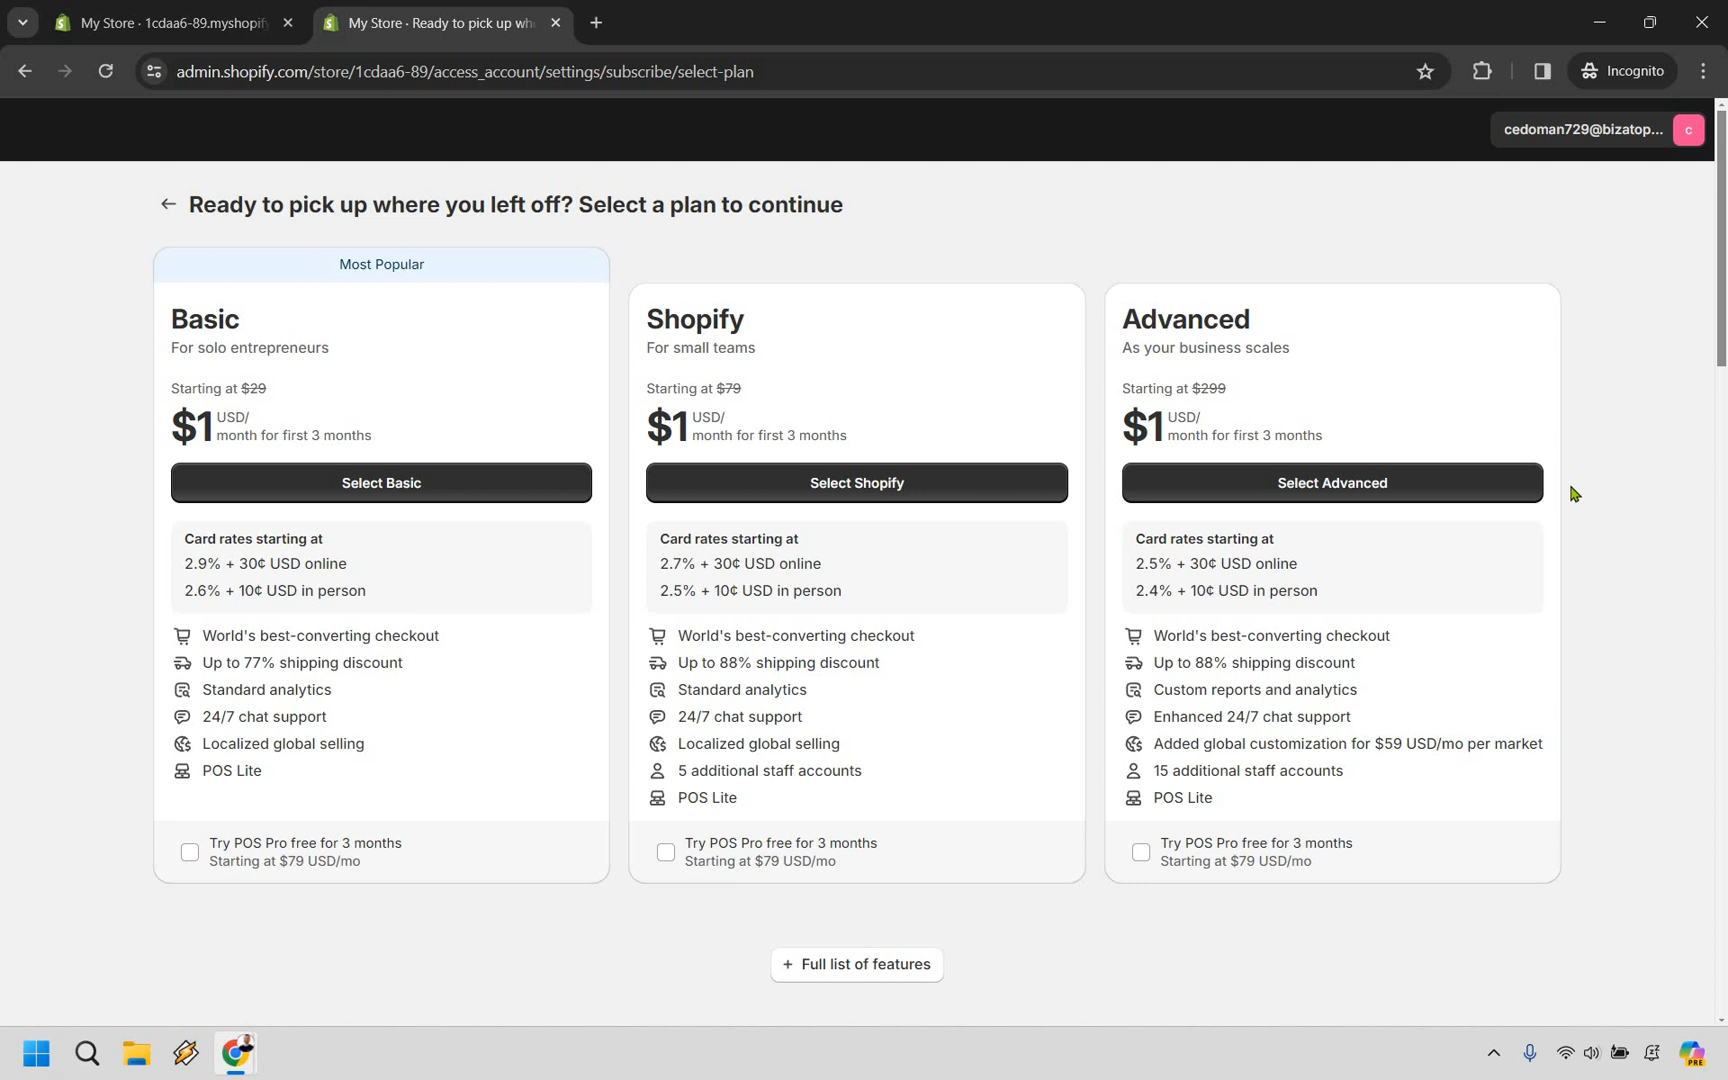 My Store · 1cdaa6-89.myshopif
My Store · Ready to pick up wh
admin.shopify.com/store/1cdaa6-89/access_account/settings/subscribe/select-plan
Incognito
cedoman729@bizatop...
c
Ready to pick up where you left off? Select a plan to continue
Most Popular
Basic
For solo entrepreneurs
Starting at $29
$1 USD/
month for first 3 months
Select Basic
Card rates starting at
2.9% + 30¢ USD online
2.6% + 10¢ USD in person
World's best-converting checkout
Up to 77% shipping discount
Standard analytics
24/7 chat support
Localized global selling
POS Lite
Try POS Pro free for 3 months
Starting at $79 USD/mo
Shopify
For small teams
Starting at $79
$1 USD/
month for first 3 months
Select Shopify
Card rates starting at
2.7% + 30¢ USD online
2.5% + 10¢ USD in person
World's best-converting checkout
Up to 88% shipping discount
Standard analytics
24/7 chat support
Localized global selling
5 additional staff accounts
POS Lite
Try POS Pro free for 3 months
Starting at $79 USD/mo
Advanced
As your business scales
Starting at $299
$1 USD/
month for first 3 months
Select Advanced
Card rates starting at
2.5% + 30¢ USD online
2.4% + 10¢ USD in person
World's best-converting checkout
Up to 88% shipping discount
Custom reports and analytics
Enhanced 24/7 chat support
Added global customization for $59 USD/mo per market
15 additional staff accounts
POS Lite
Try POS Pro free for 3 months
Starting at $79 USD/mo
+ Full list of features
PRE